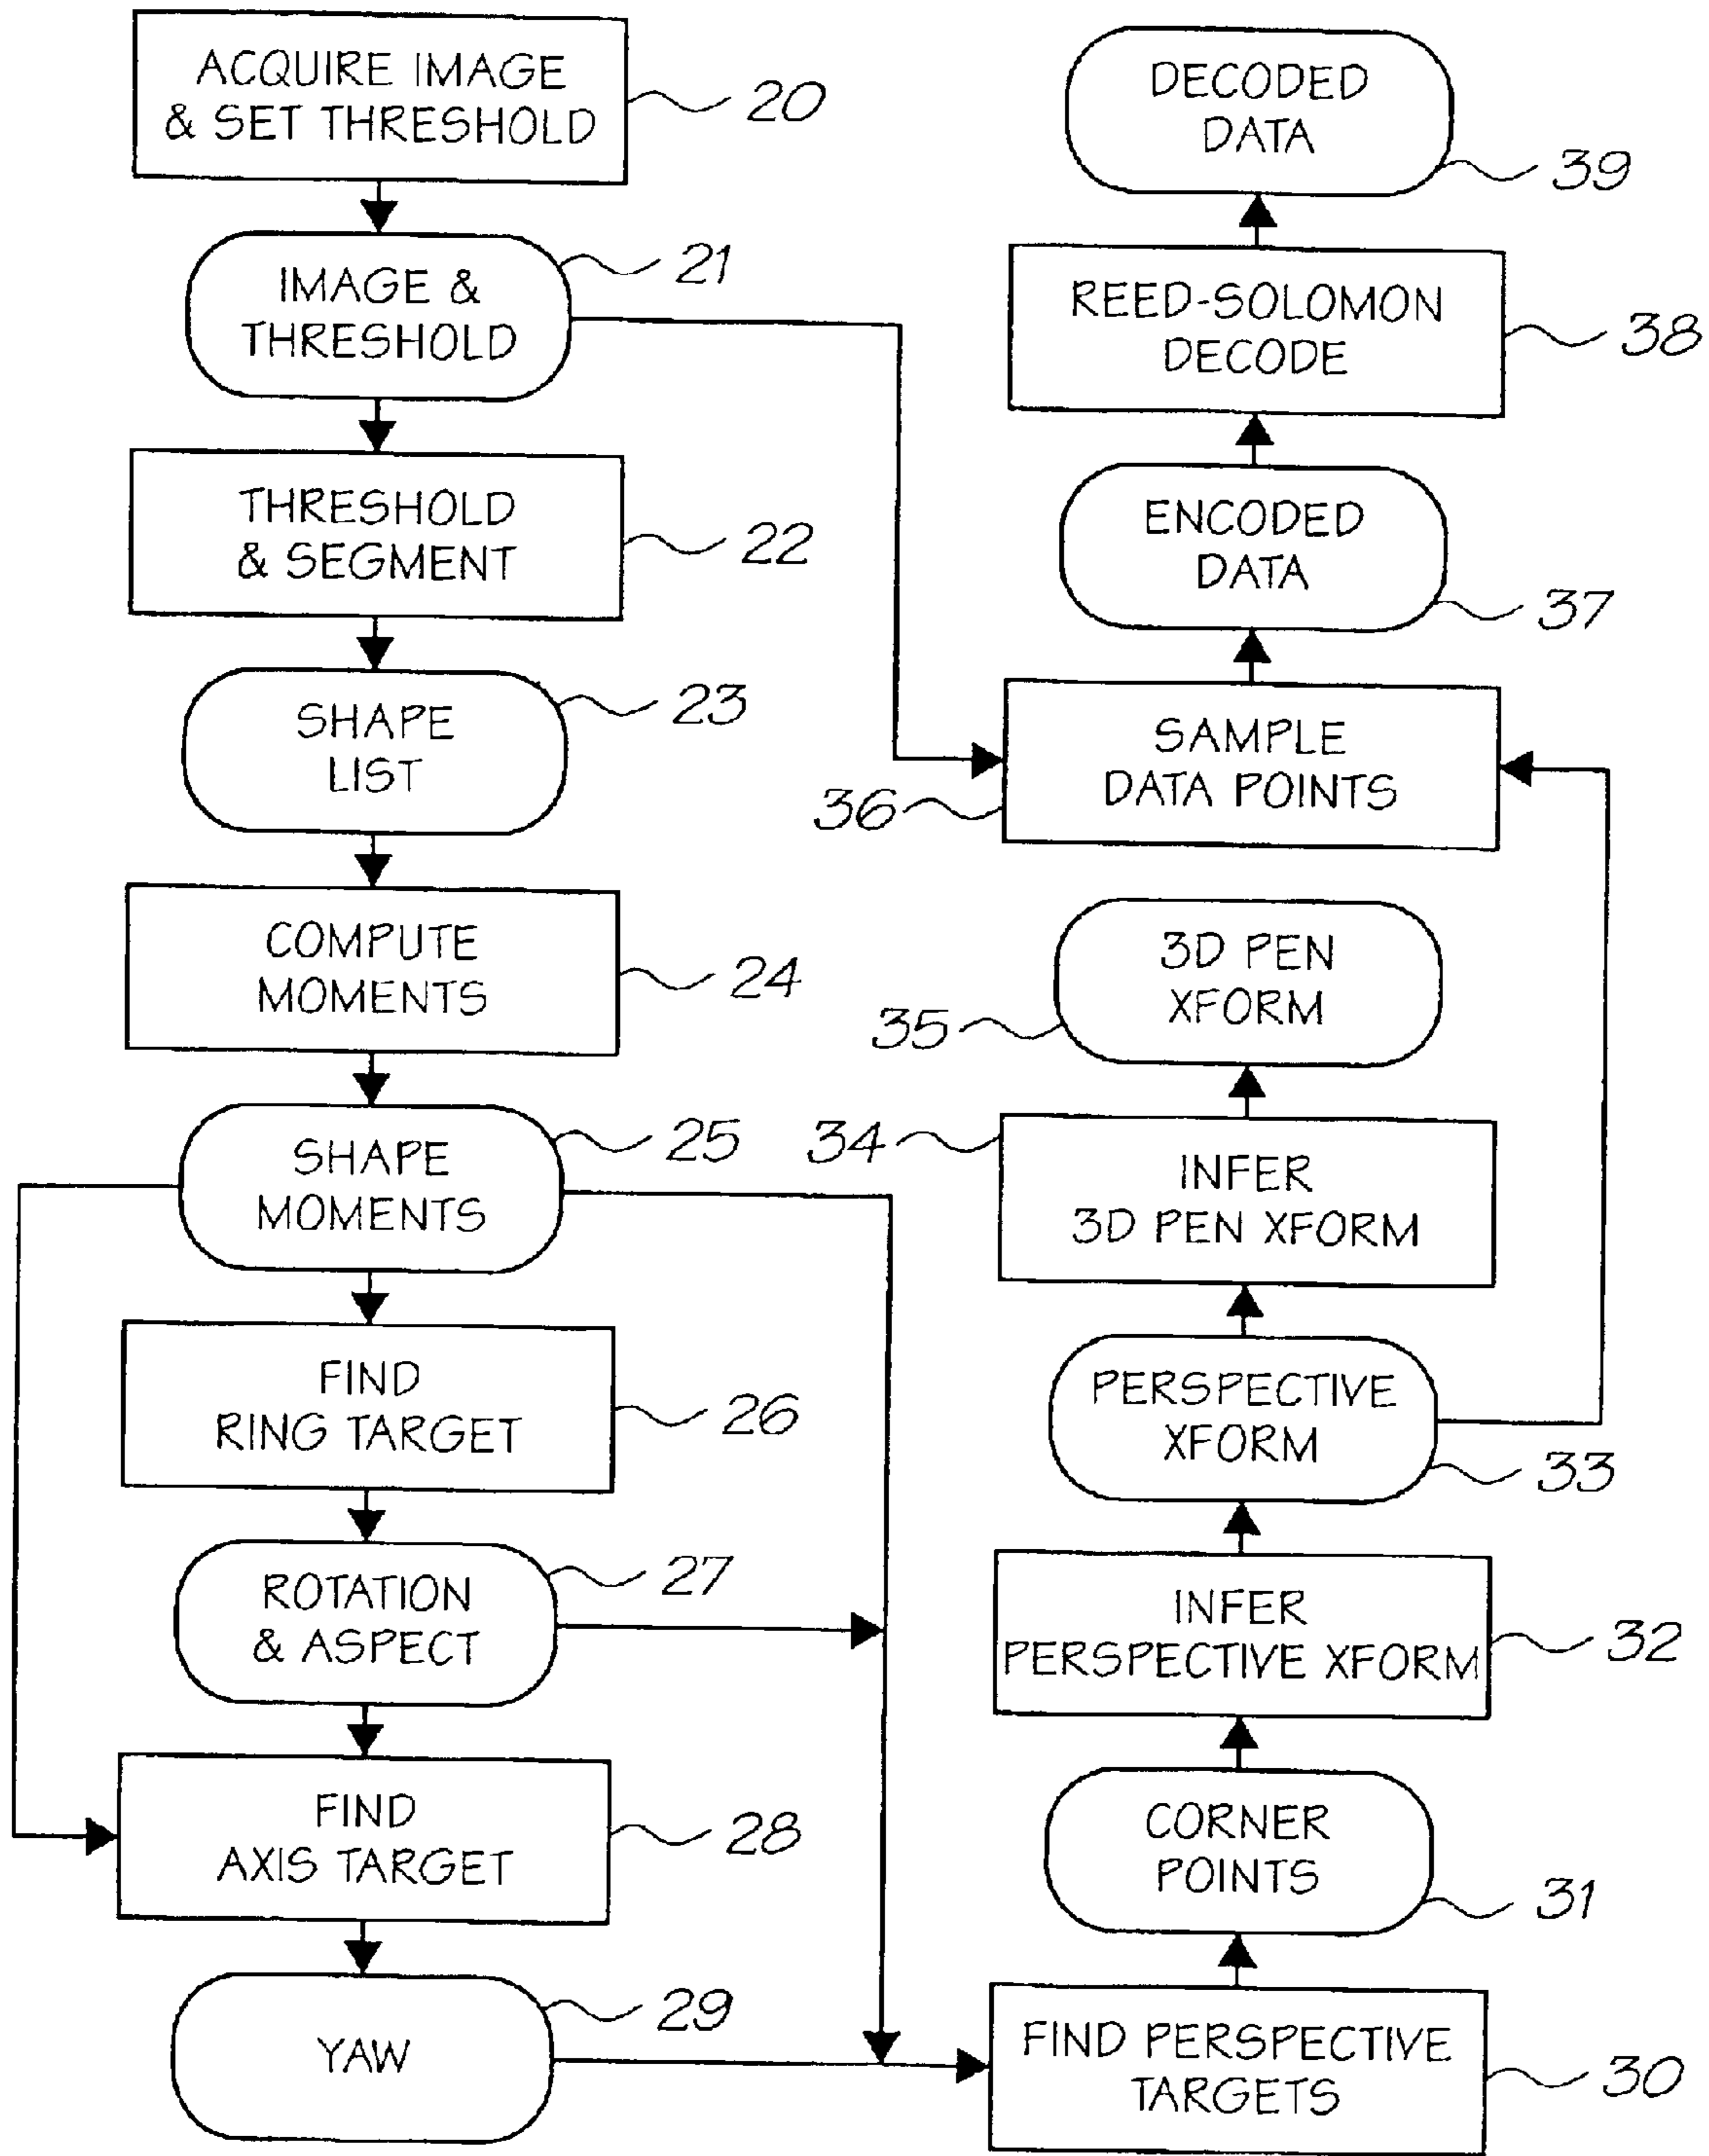 ACQUIRE IMAGE
& SET THRESHOLD
20
IMAGE &
THRESHOLD
21
THRESHOLD
& SEGMENT
22
SHAPE
LIST
23
COMPUTE
MOMENTS
24
SHAPE
MOMENTS
25
FIND
RING TARGET
26
ROTATION
& ASPECT
27
FIND
AXIS TARGET
28
YAW
29
DECODED
DATA
39
REED-SOLOMON
DECODE
38
ENCODED
DATA
37
SAMPLE
DATA POINTS
36
3D PEN
XFORM
35
INFER
3D PEN XFORM
34
PERSPECTIVE
XFORM
33
INFER
PERSPECTIVE XFORM
32
CORNER
POINTS
31
FIND PERSPECTIVE
TARGETS
30